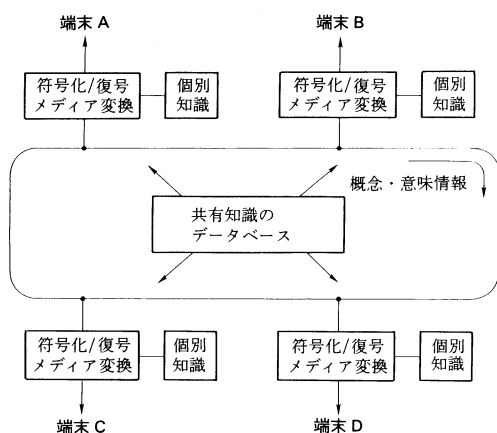 端末 A
端末 B
符号化/復号
メディア変換
個別
知識
符号化/復号
メディア変換
個別
知識
概念・意味情報
共有知識の
データベース
符号化/復号
メディア変換
個別
知識
符号化/復号
メディア変換
個別
知識
端末 C
端末 D